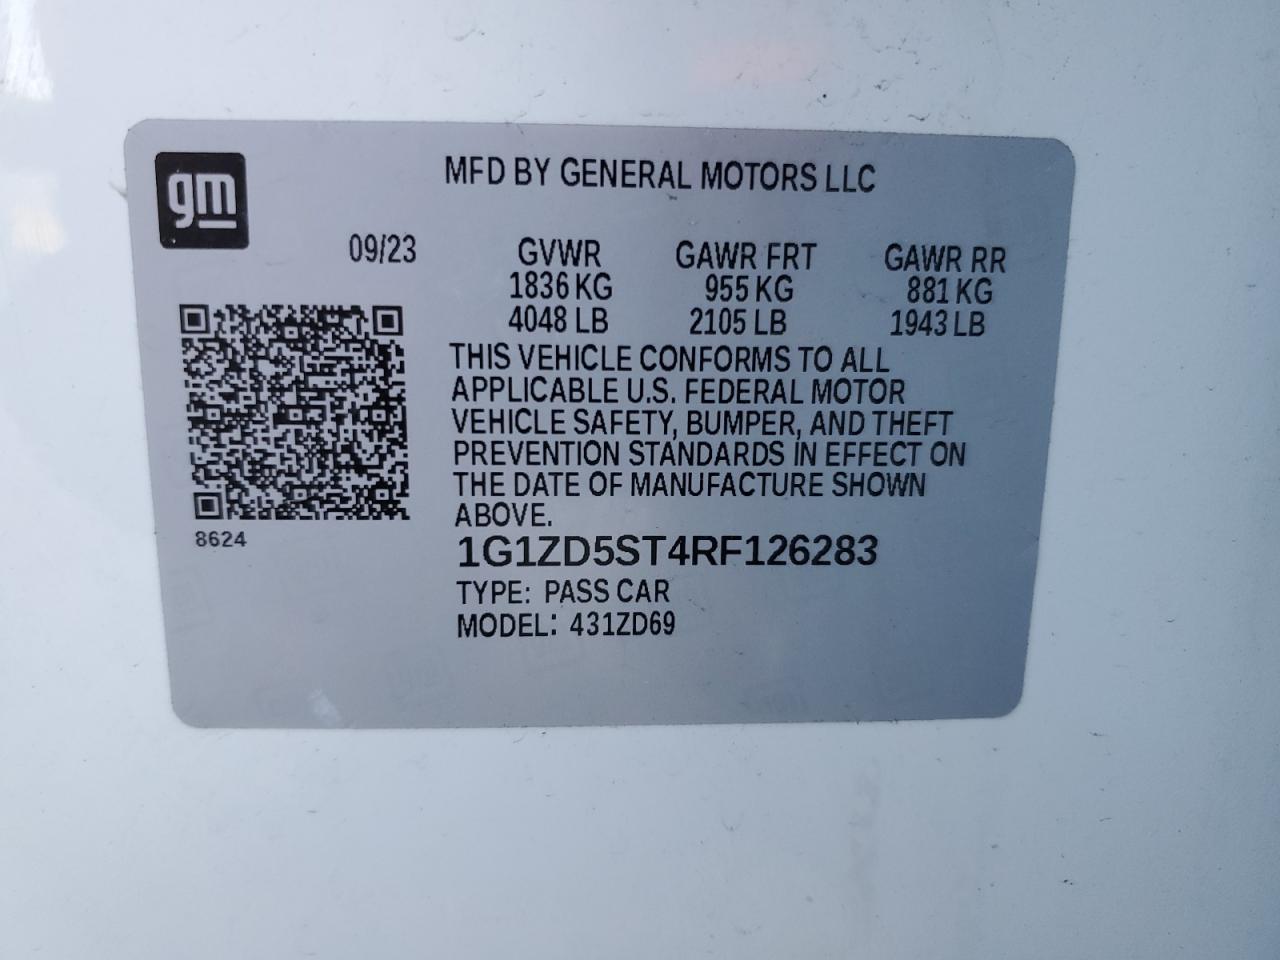 gm
MFD BY GENERAL MOTORS LLC
09/23 GVWR GAWR FRT GAWR RR
1836 KG 955 KG 881 KG
4048 LB 2105 LB 1943 LB
THIS VEHICLE CONFORMS TO ALL
APPLICABLE U.S. FEDERAL MOTOR
VEHICLE SAFETY, BUMPER, AND THEFT
PREVENTION STANDARDS IN EFFECT ON
THE DATE OF MANUFACTURE SHOWN
ABOVE.
8624
1G1ZD5ST4RF126283
TYPE: PASS CAR
MODEL: 431ZD69